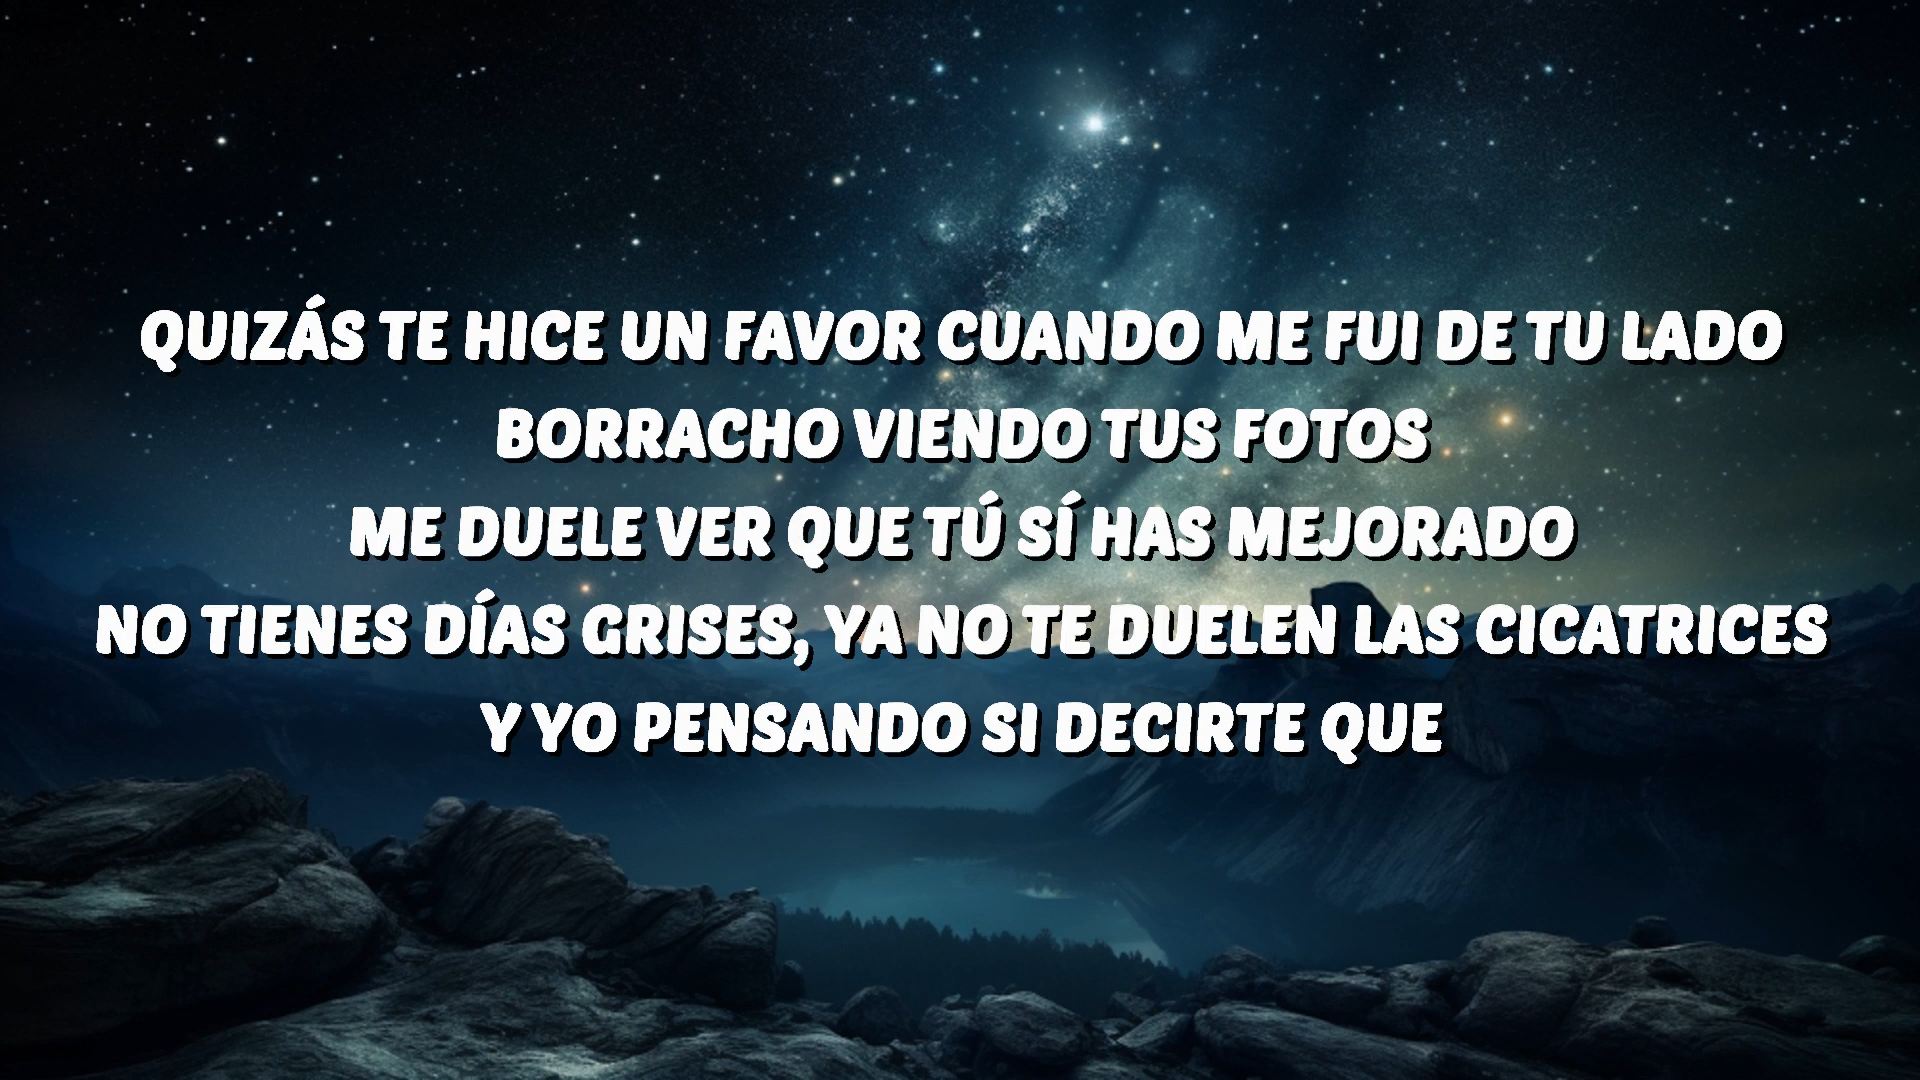 QUIZÁS TE HICE UN FAVOR CUANDO ME FUI DE TU LADO
BORRACHO VIENDO TUS FOTOS
ME DUELE VER QUE TÚ SÍ HAS MEJORADO
NO TIENES DÍAS GRISES, YA NO TE DUELEN LAS CICATRICES
Y YO PENSANDO SI DECIRTE QUE